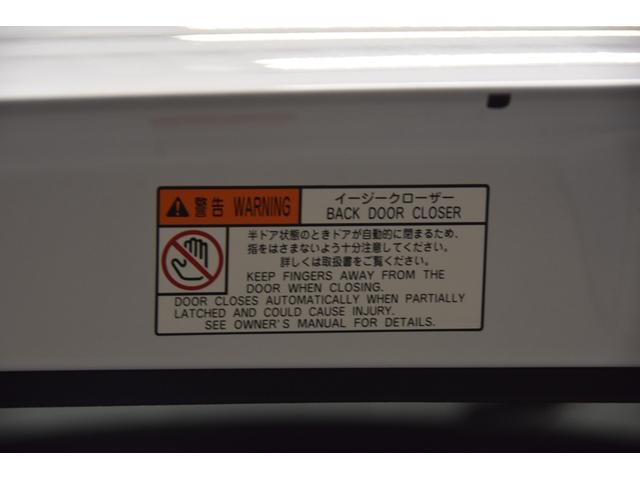 警告 WARNING
イージークローザー
BACK DOOR CLOSER
半ドア状態のときドアが自動的に閉まるため、
指をはさまないよう十分注意してください。
詳しくは取扱書をご覧ください。
KEEP FINGERS AWAY FROM THE
DOOR WHEN CLOSING.
DOOR CLOSES AUTOMATICALLY WHEN PARTIALLY
LATCHED AND COULD CAUSE INJURY.
SEE OWNER'S MANUAL FOR DETAILS.